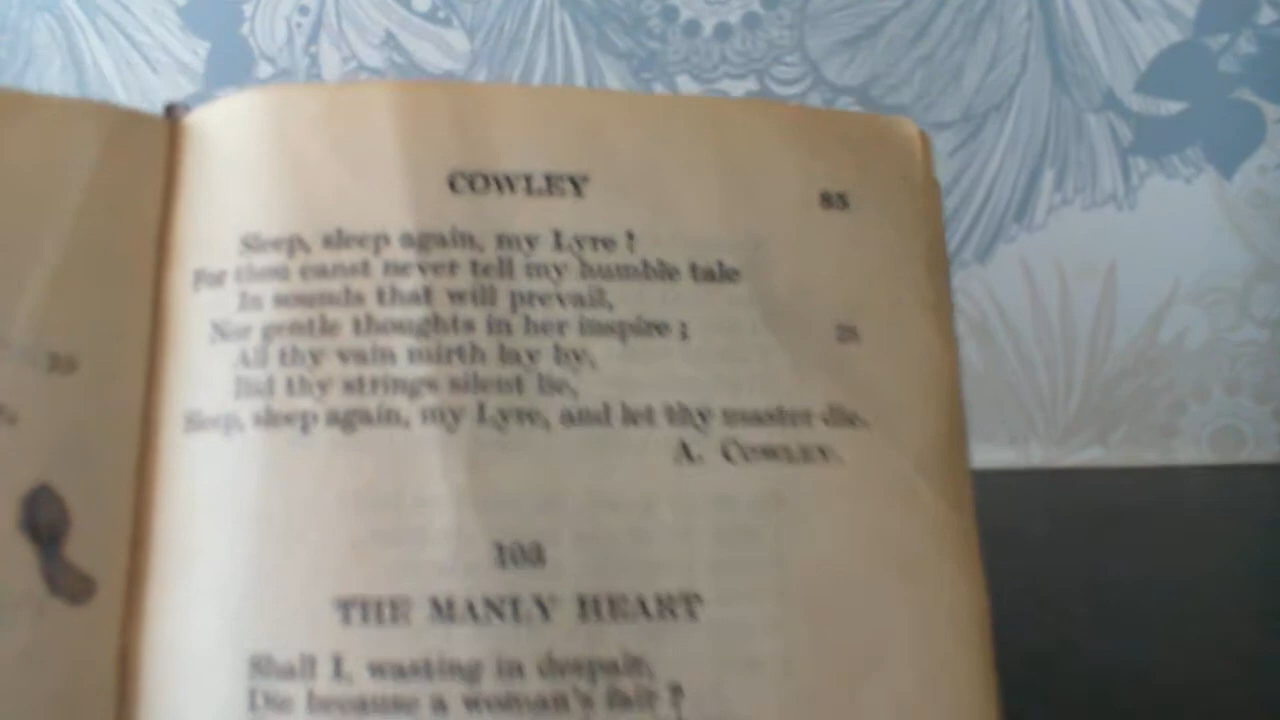 COWLEY 85
Sleep, sleep again, my Lyre!
For thou canst never tell my humble tale
In sounds that will prevail,
Nor gentle thoughts in her inspire; 25
All thy vain mirth lay by,
Bid thy strings silent lie,
Sleep, sleep again, my Lyre, and let thy master die.
A. COWLEY.
103
THE MANLY HEART
Shall I, wasting in despair,
Die because a woman's fair?